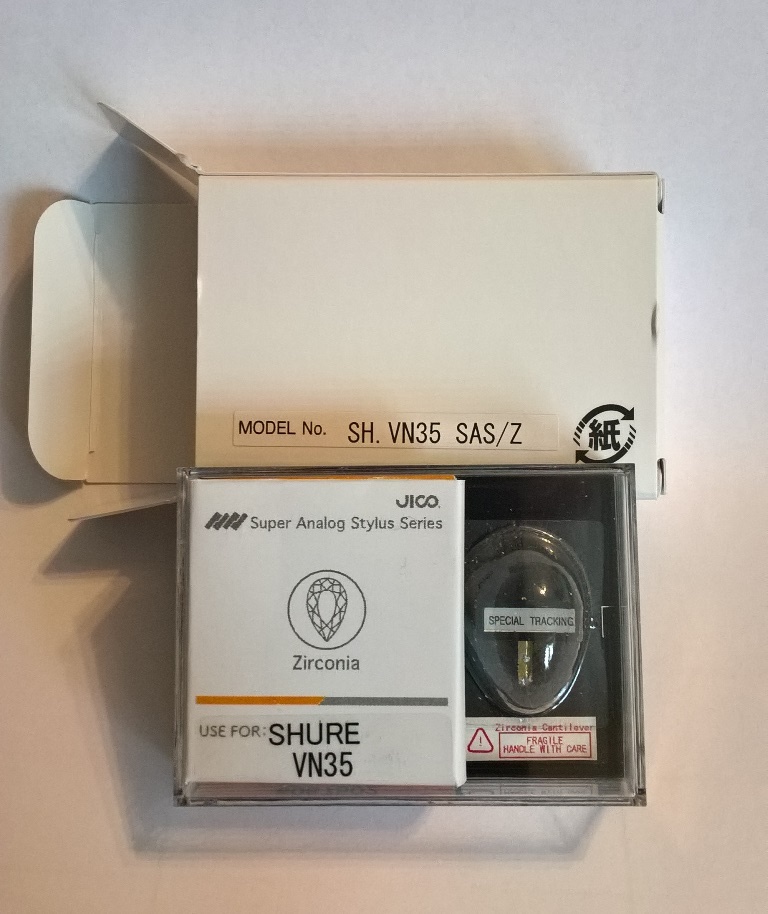 MODEL No. SH. VN35 SAS/Z
紙
JICO
Super Analog Stylus Series
Zirconia
USE FOR: SHURE
VN35
SPECIAL TRACKING
Zirconia Cantilever
FRAGILE
HANDLE WITH CARE